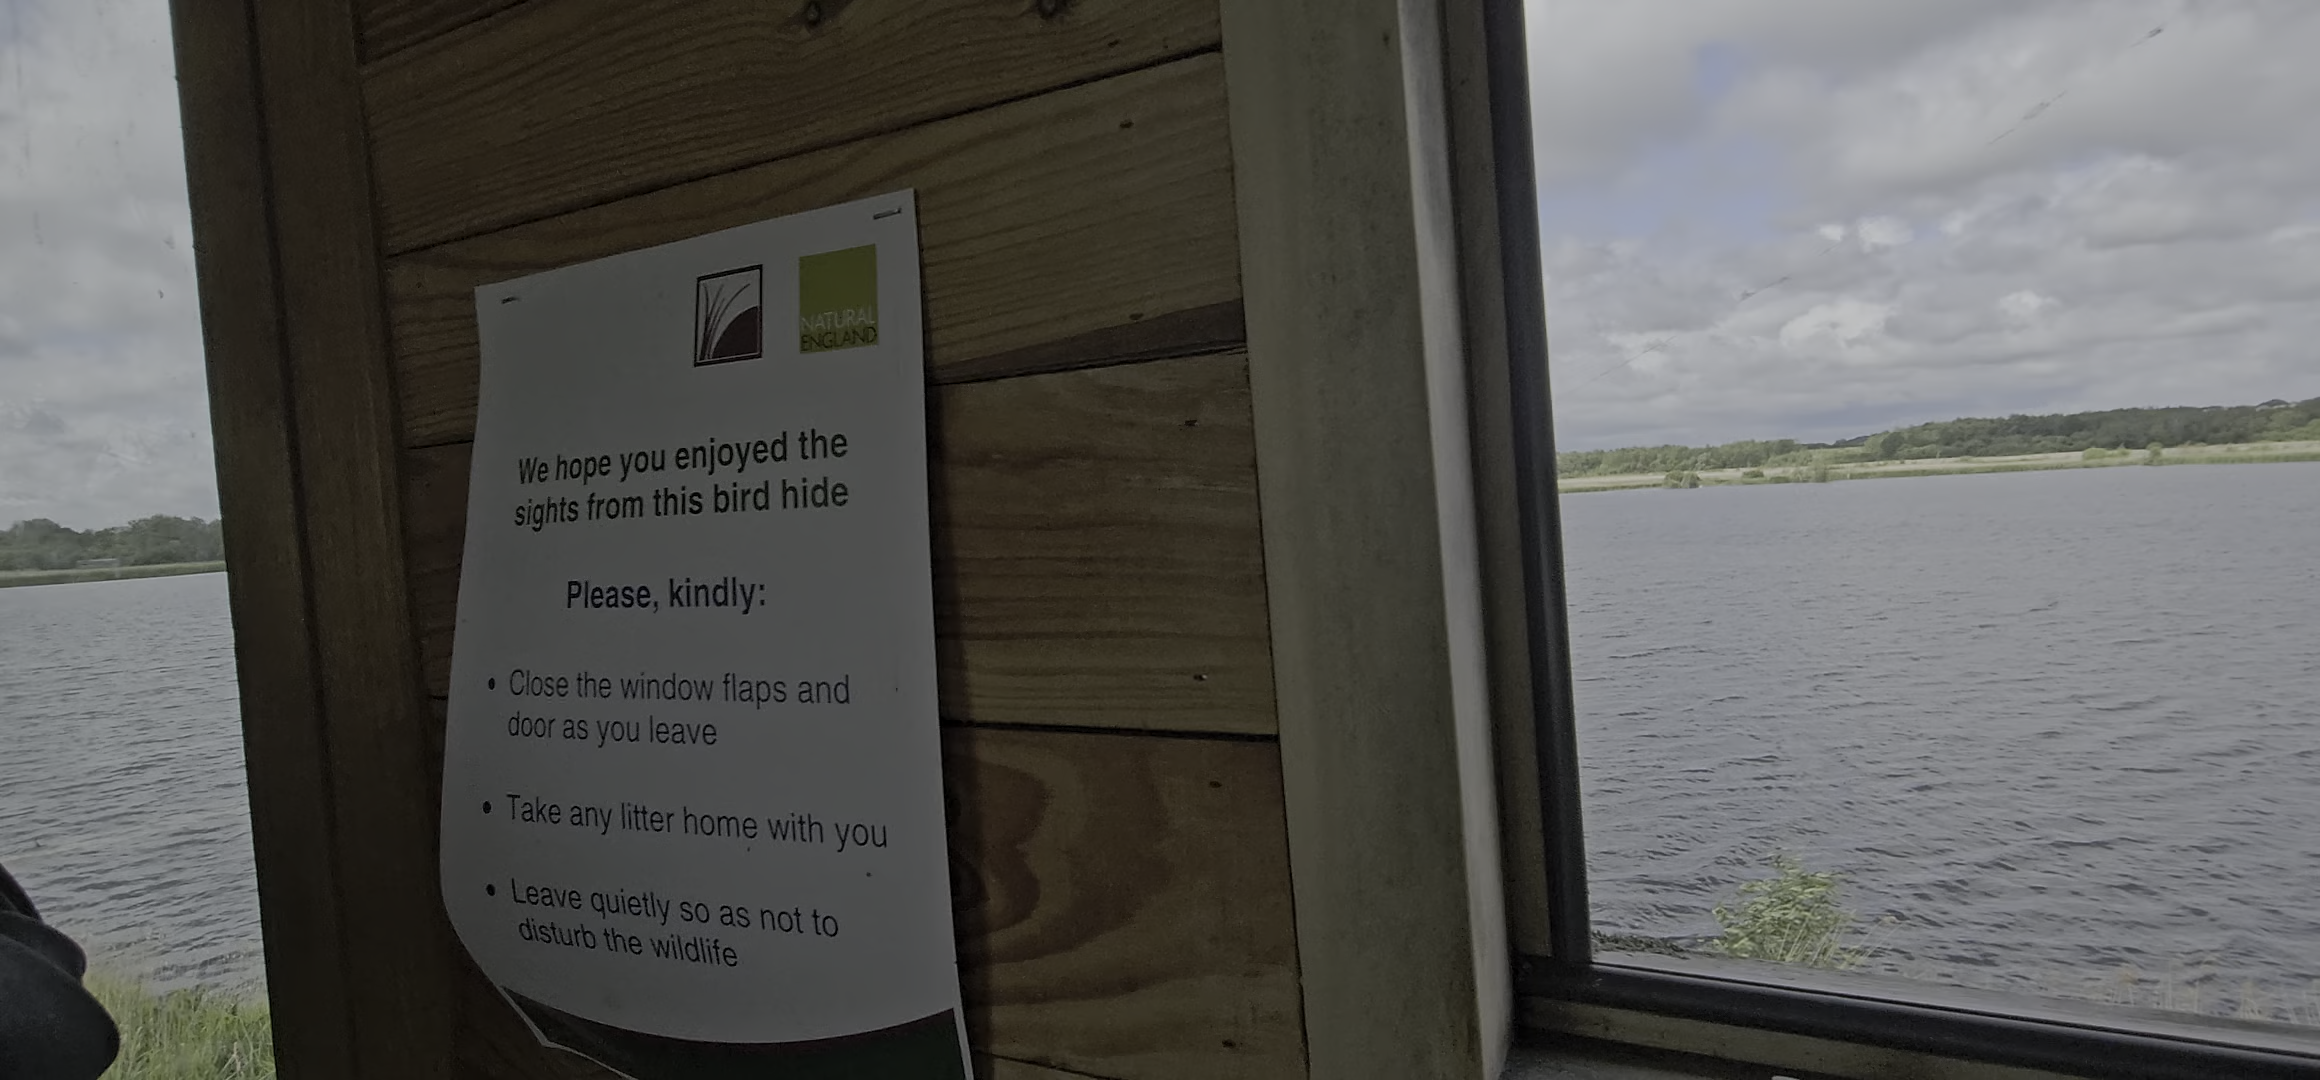 NATURAL
ENGLAND
We hope you enjoyed the
sights from this bird hide
Please, kindly:
• Close the window flaps and
door as you leave
• Take any litter home with you
• Leave quietly so as not to
disturb the wildlife